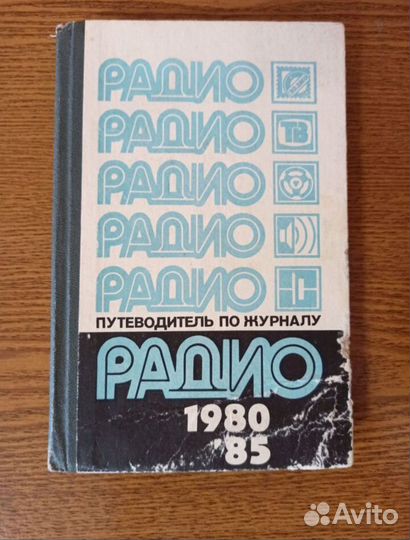 РАДИО
РАДИО ТВ
РАДИО
РАДИО
РАДИО
ПУТЕВОДИТЕЛЬ ПО ЖУРНАЛУ
РАДИО
1980
'85
Avito